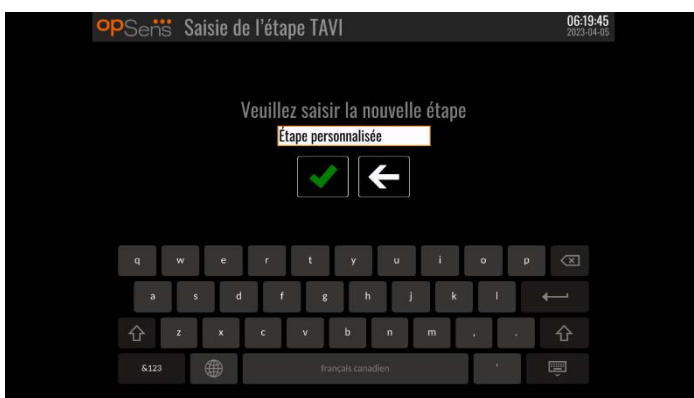 opSens Saisie de l'étape TAVI 06:19:45
2023-04-05
Veuillez saisir la nouvelle étape
Étape personnalisée
q w e r t y u i o p
a s d f g h j k l
z x c v b n m , .
&123 français canadien '